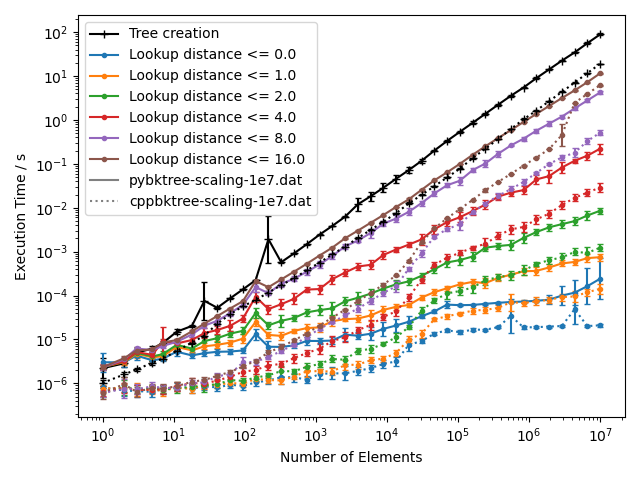 Execution Time / s
10²
10¹
10⁰
10⁻¹
10⁻²
10⁻³
10⁻⁴
10⁻⁵
10⁻⁶
Tree creation
Lookup distance <= 0.0
Lookup distance <= 1.0
Lookup distance <= 2.0
Lookup distance <= 4.0
Lookup distance <= 8.0
Lookup distance <= 16.0
pybktree-scaling-1e7.dat
cppbktree-scaling-1e7.dat
10⁰ 10¹ 10² 10³ 10⁴ 10⁵ 10⁶ 10⁷
Number of Elements